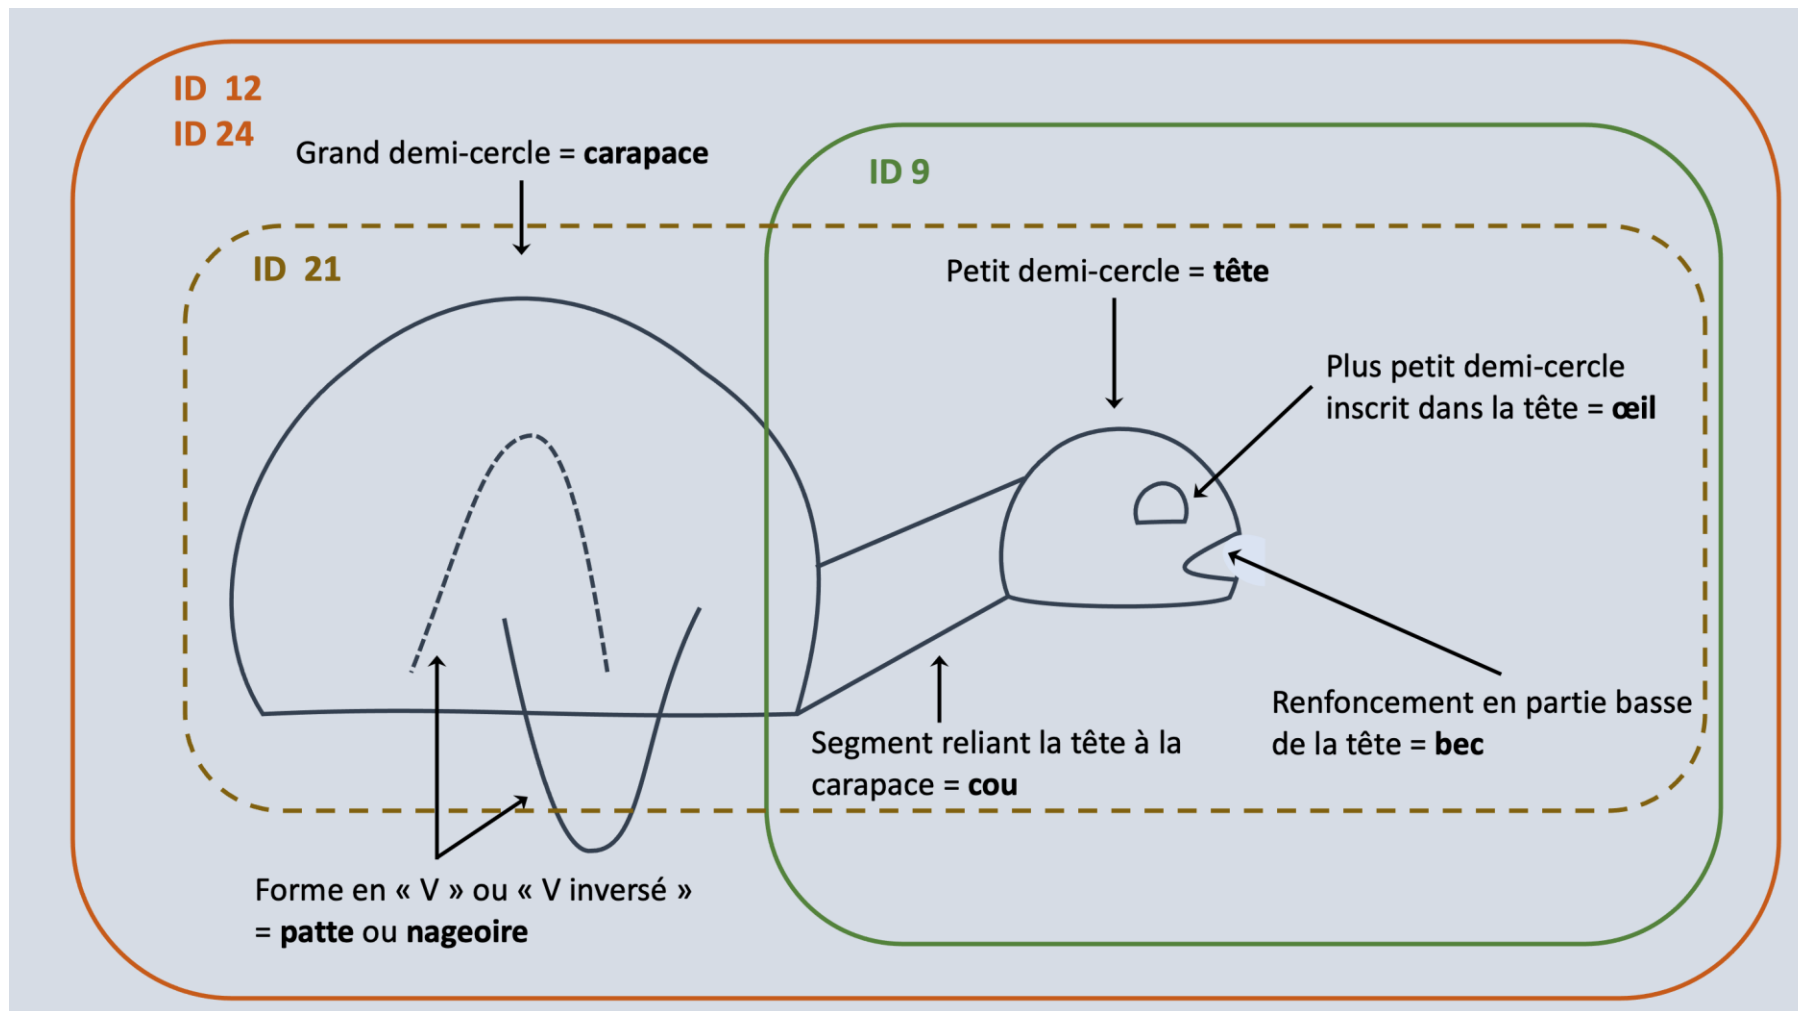 ID 12
ID 24
Grand demi-cercle = carapace
ID 9
ID 21
Petit demi-cercle = tête
Plus petit demi-cercle
inscrit dans la tête = œil
Renfoncement en partie basse
de la tête = bec
Segment reliant la tête à la
carapace = cou
Forme en « V » ou « V inversé »
= patte ou nageoire